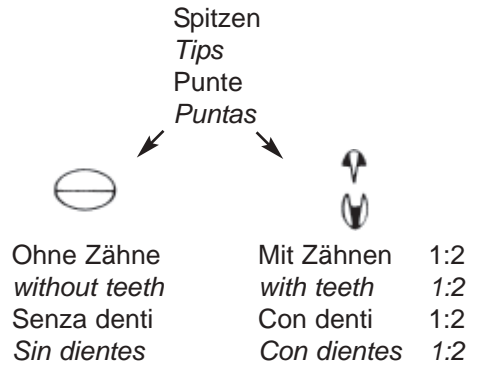 Spitzen
Tips
Punte
Puntas
Ohne Zähne
without teeth
Senza denti
Sin dientes
Mit Zähnen 1:2
with teeth 1:2
Con denti 1:2
Con dientes 1:2